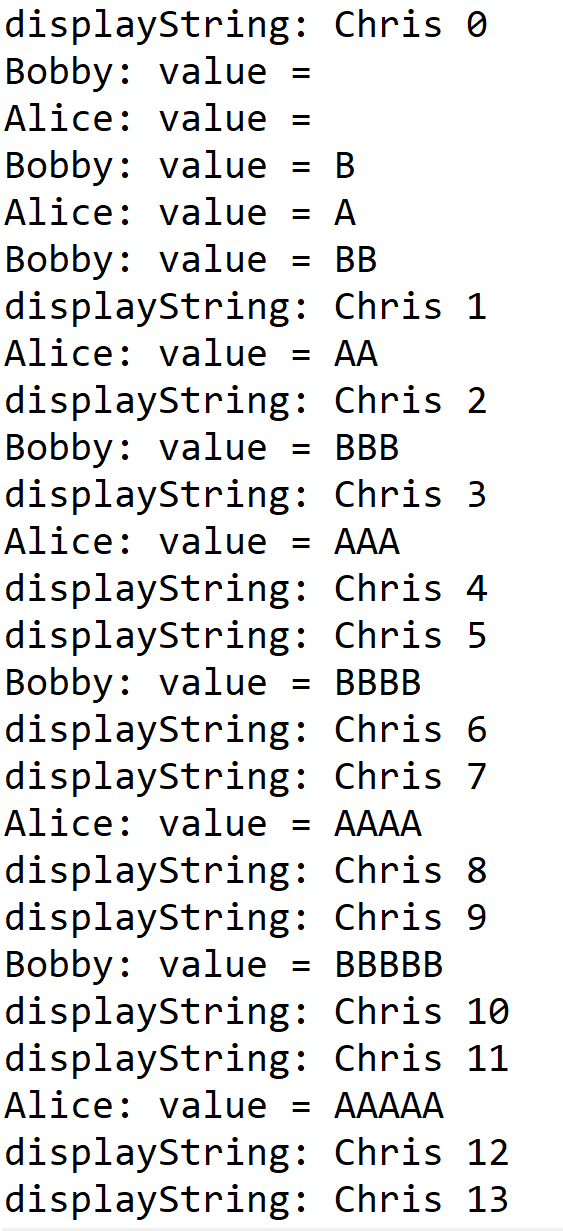 displayString: Chris 0
Bobby: value =
Alice: value =
Bobby: value = B
Alice: value = A
Bobby: value = BB
displayString: Chris 1
Alice: value = AA
displayString: Chris 2
Bobby: value = BBB
displayString: Chris 3
Alice: value = AAA
displayString: Chris 4
displayString: Chris 5
Bobby: value = BBBB
displayString: Chris 6
displayString: Chris 7
Alice: value = AAAA
displayString: Chris 8
displayString: Chris 9
Bobby: value = BBBBB
displayString: Chris 10
displayString: Chris 11
Alice: value = AAAAA
displayString: Chris 12
displayString: Chris 13